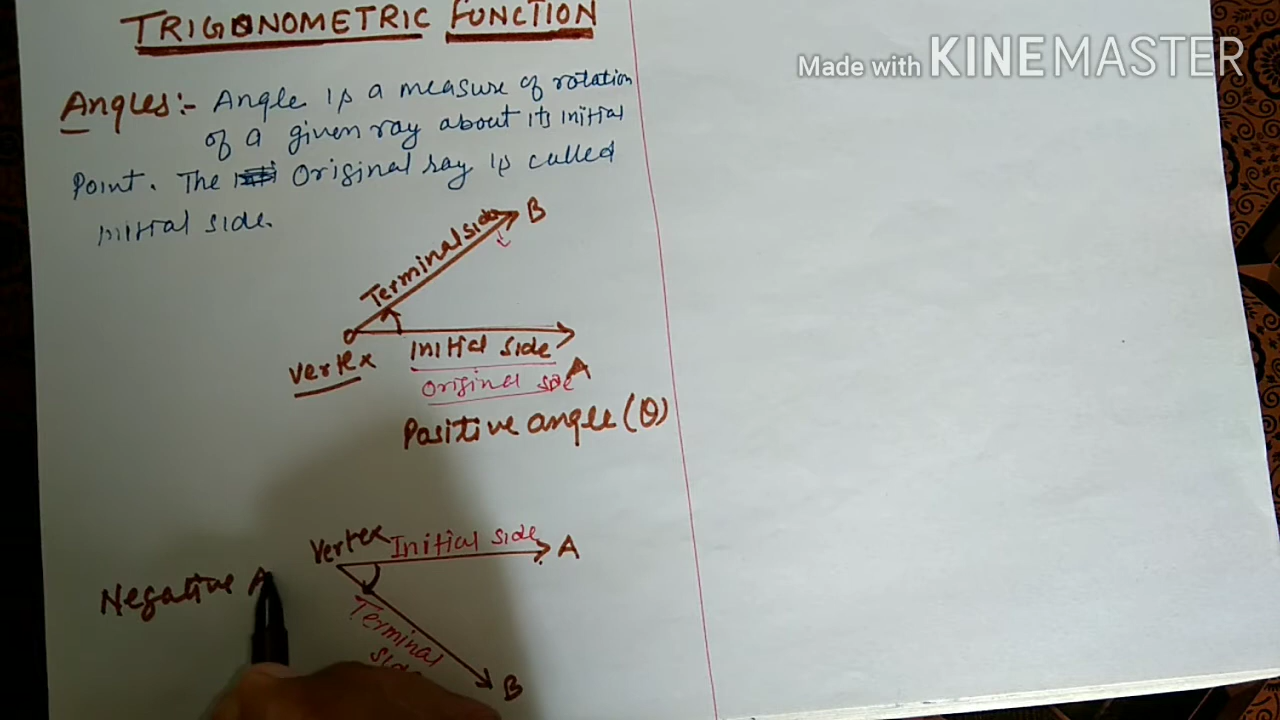 TRIGONOMETRIC FUNCTION
Made with KINEMASTER
Angles:- Angle is a measure of rotation
of a given ray about its initial
Point. The Original ray is called
initial side.
B
Terminal side
Vertex
Initial side
A
Original
Positive angle (θ)
Vertex
Initial side
A
Negative A
Terminal
side
B